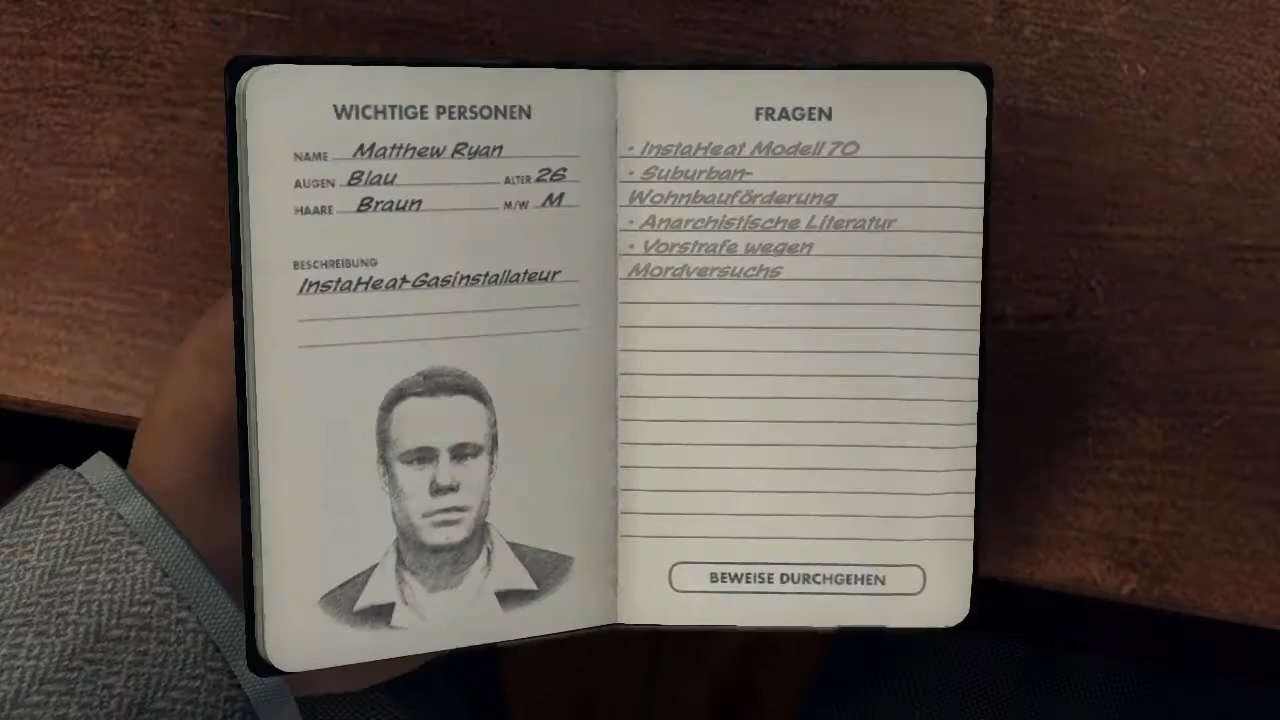 WICHTIGE PERSONEN
NAME Matthew Ryan
AUGEN Blau ALTER 26
HAARE Braun M/W M
BESCHREIBUNG
InstaHeat-Gasinstallateur
FRAGEN
· InstaHeat Modell 70
· Suburban-
Wohnbauförderung
· Anarchistische Literatur
· Vorstrafe wegen
Mordversuchs
BEWEISE DURCHGEHEN